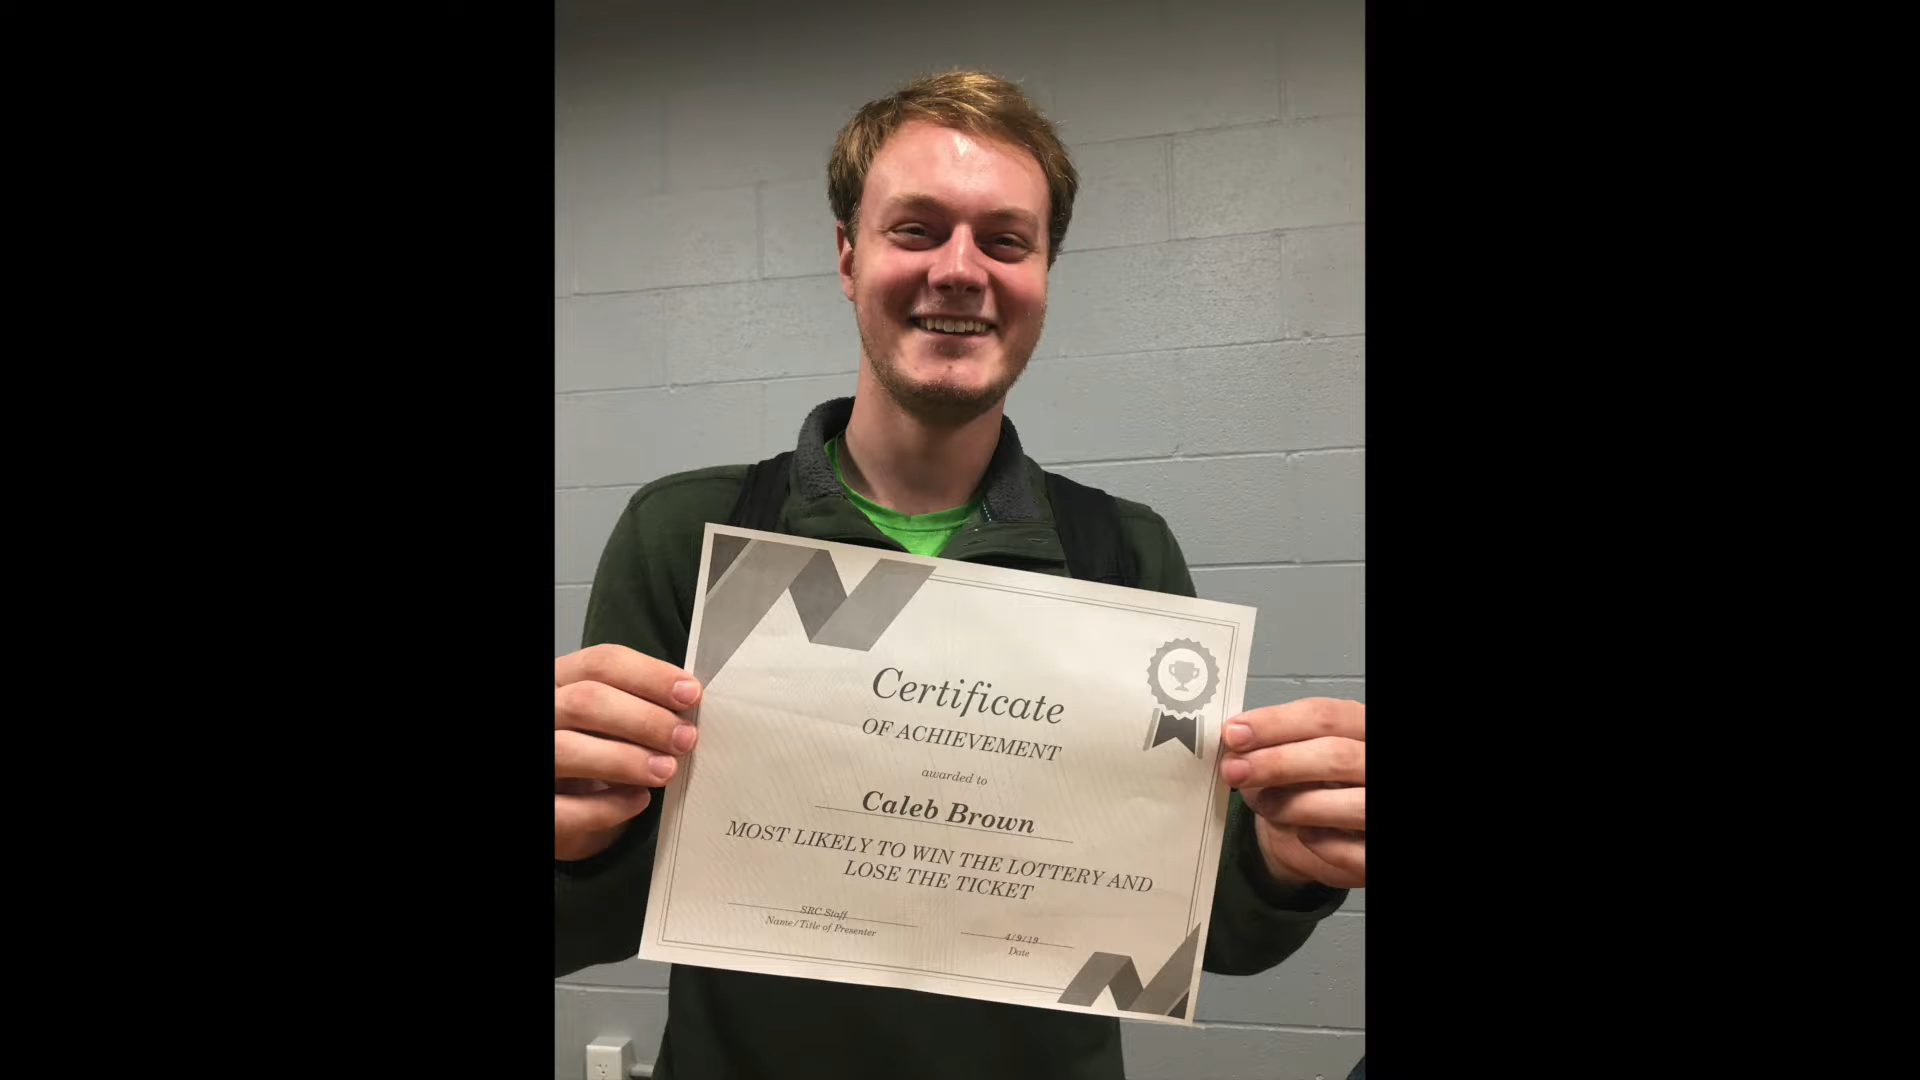 Certificate
OF ACHIEVEMENT
awarded to
Caleb Brown
MOST LIKELY TO WIN THE LOTTERY AND
LOSE THE TICKET
SRC Staff
Name/Title of Presenter
4/9/19
Date